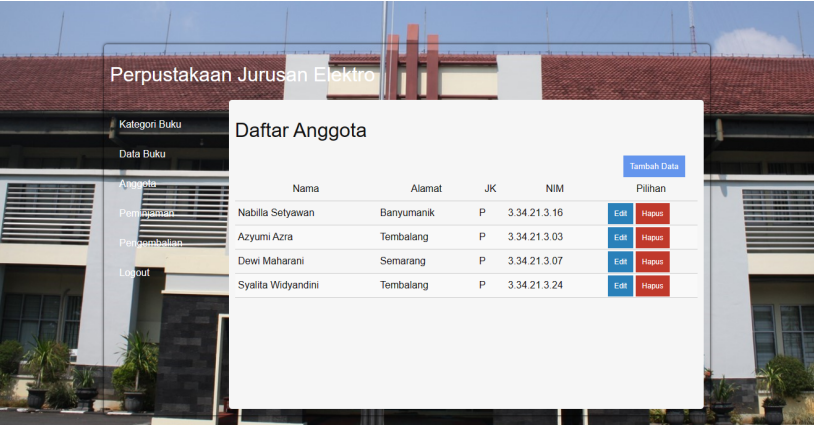 Perpustakaan Jurusan Elektro
Kategori Buku
Data Buku
Anggota
Peminjaman
Pengembalian
Logout
Daftar Anggota
Tambah Data
Nama Alamat JK NIM Pilihan
Nabilla Setyawan Banyumanik P 3.34.21.3.16 Edit Hapus
Azyumi Azra Tembalang P 3.34.21.3.03 Edit Hapus
Dewi Maharani Semarang P 3.34.21.3.07 Edit Hapus
Syalita Widyandini Tembalang P 3.34.21.3.24 Edit Hapus